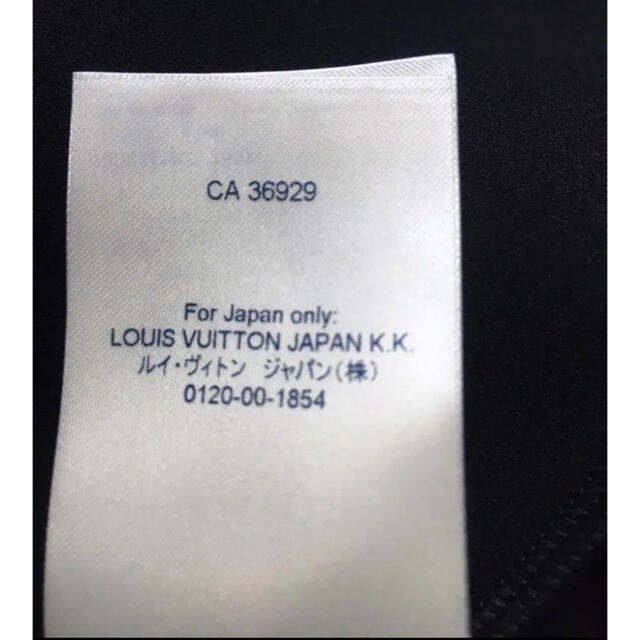 CA 36929
For Japan only:
LOUIS VUITTON JAPAN K.K.
ルイ・ヴィトン ジャパン(株)
0120-00-1854